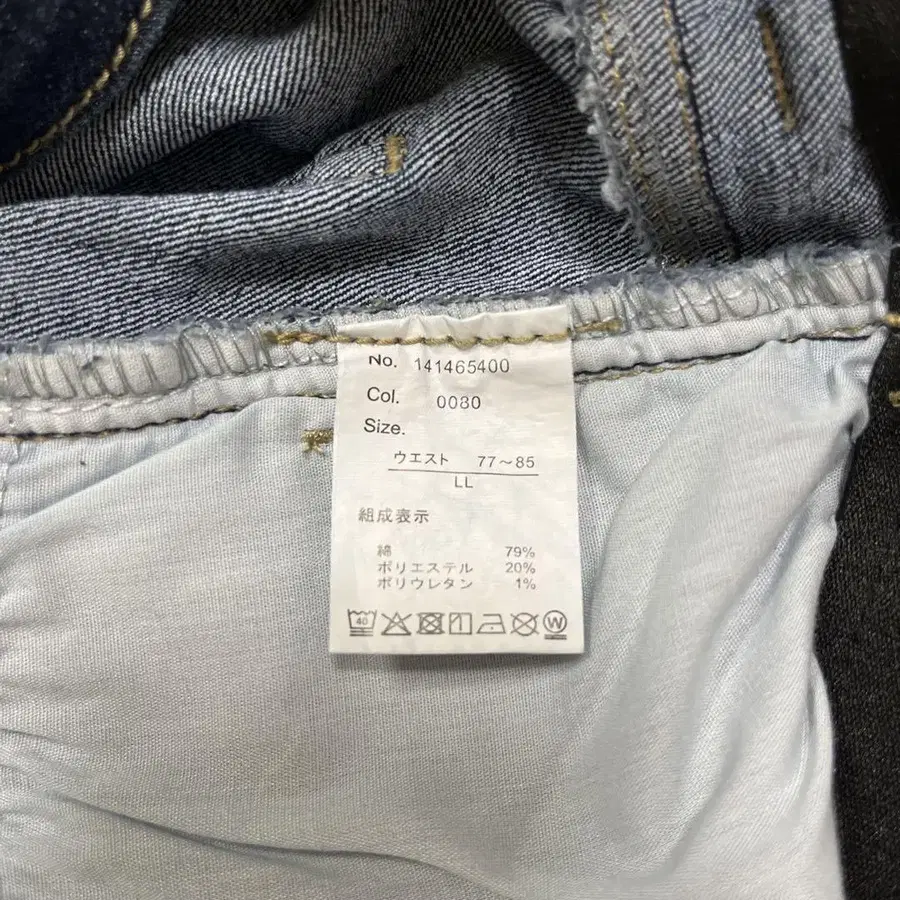 No. 141465400
Col. 0080
Size.
ウエスト 77～85
LL
組成表示
綿 79%
ポリエステル 20%
ポリウレタン 1%
40
W